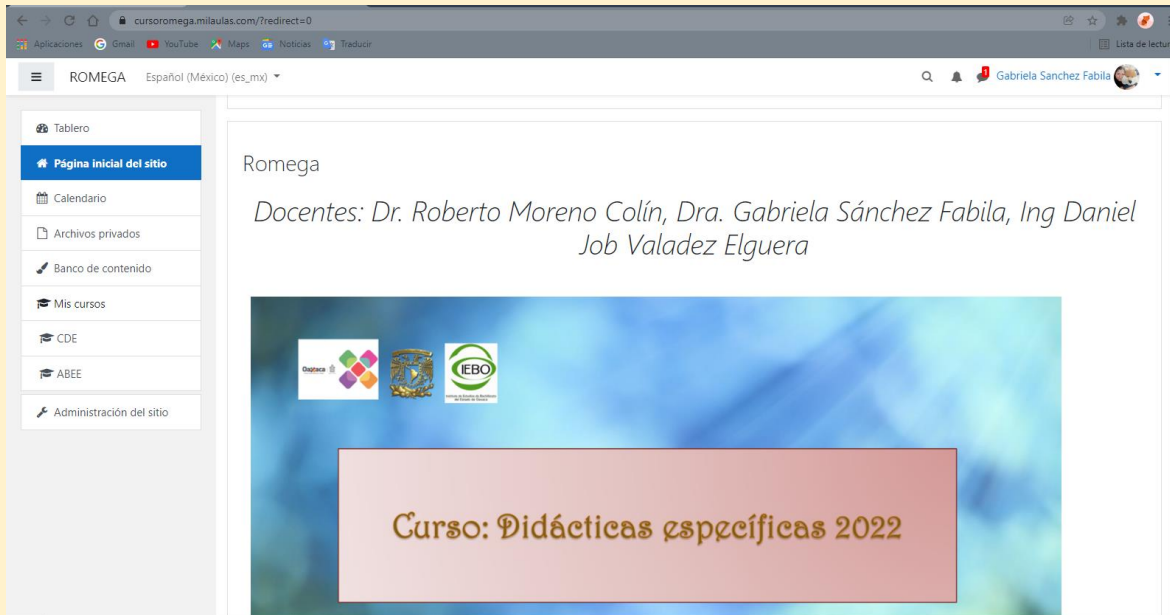 cursoromega.milaulas.com/?redirect=0
Aplicaciones Gmail YouTube Maps Noticias Traducir Lista de lectur
ROMEGA Español (México) (es_mx) 1 Gabriela Sanchez Fabila
Tablero
Página inicial del sitio
Calendario
Archivos privados
Banco de contenido
Mis cursos
CDE
ABEE
Administración del sitio
Romega
Docentes: Dr. Roberto Moreno Colín, Dra. Gabriela Sánchez Fabila, Ing Daniel
Job Valadez Elguera
Oaxaca
IEBO
Curso: Didácticas específicas 2022